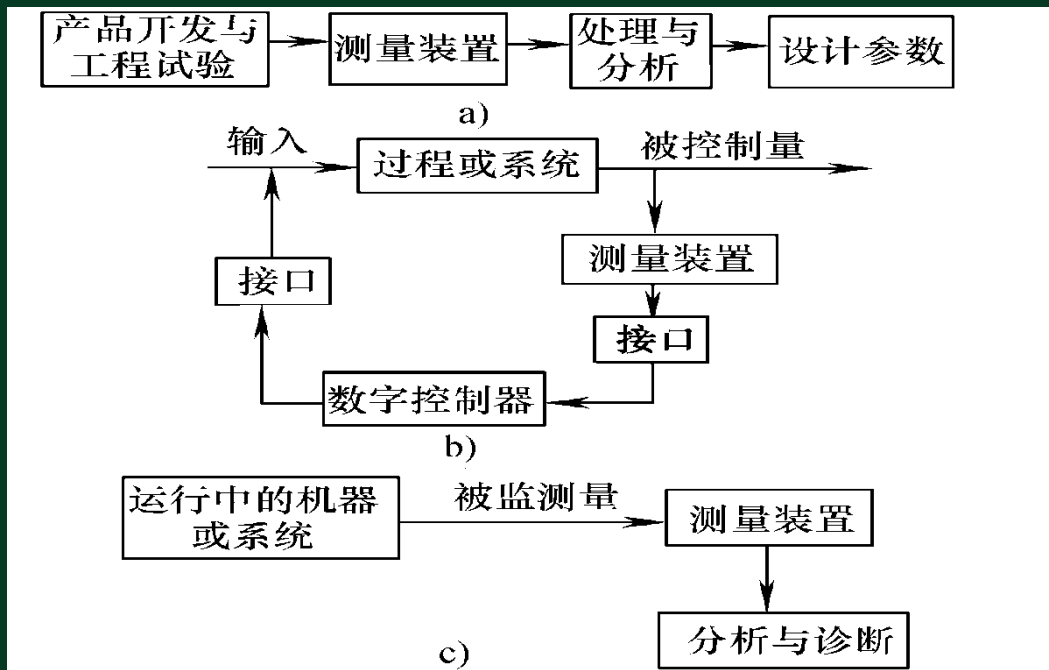 产品开发与
工程试验
测量装置
处理与
分析
设计参数
a)
输入
过程或系统
被控制量
测量装置
接口
接口
数字控制器
b)
运行中的机器
或系统
被监测量
测量装置
分析与诊断
c)